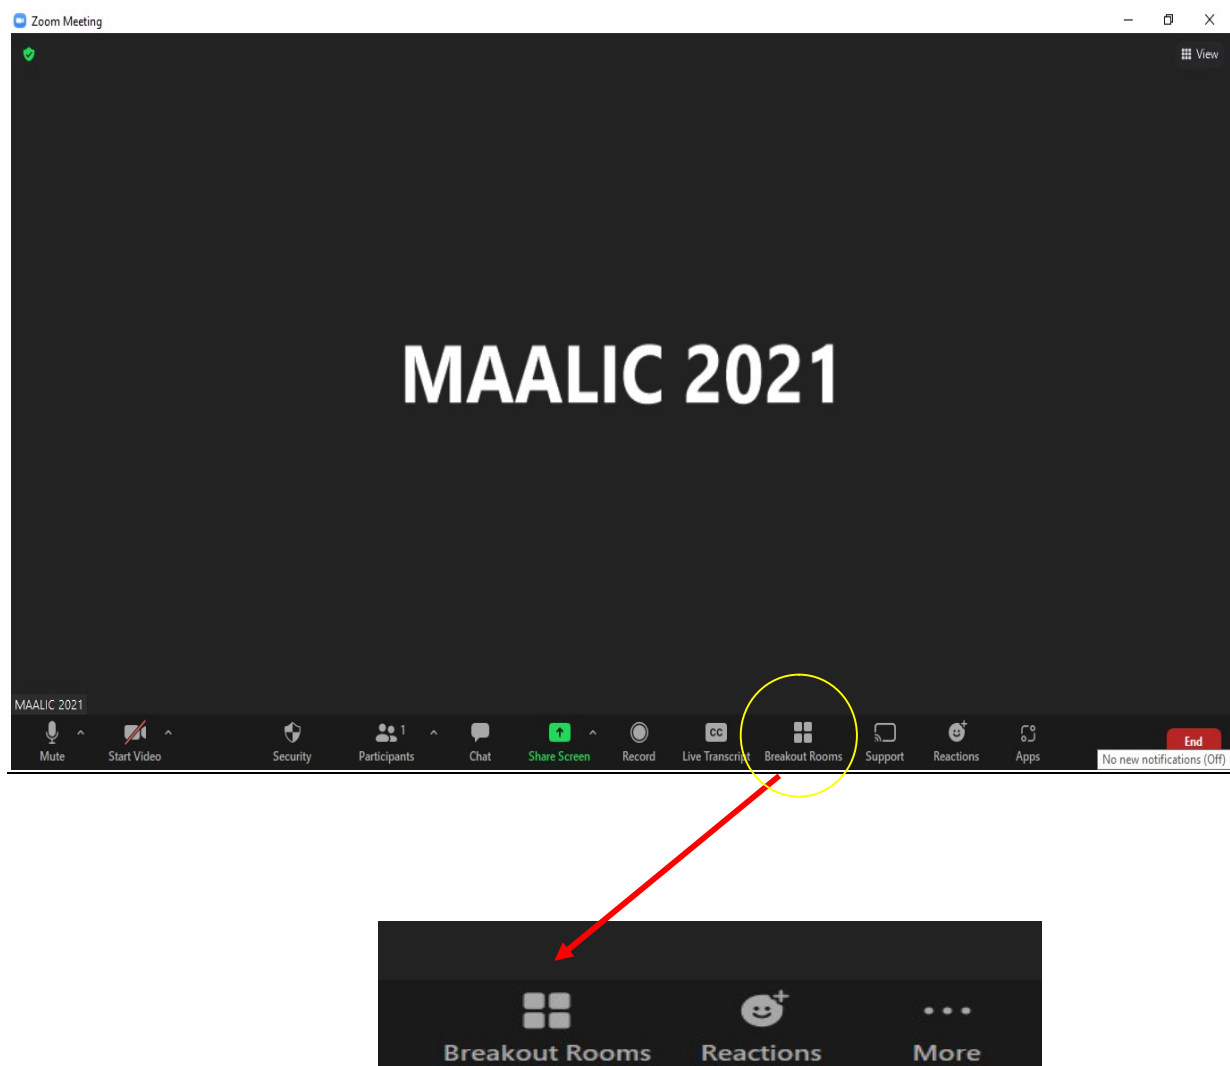 Zoom Meeting
View
MAALIC 2021
MAALIC 2021
Mute Start Video Security Participants 1 Chat Share Screen Record CC Live Transcript Breakout Rooms Support Reactions Apps End
No new notifications (Off)
Breakout Rooms Reactions More